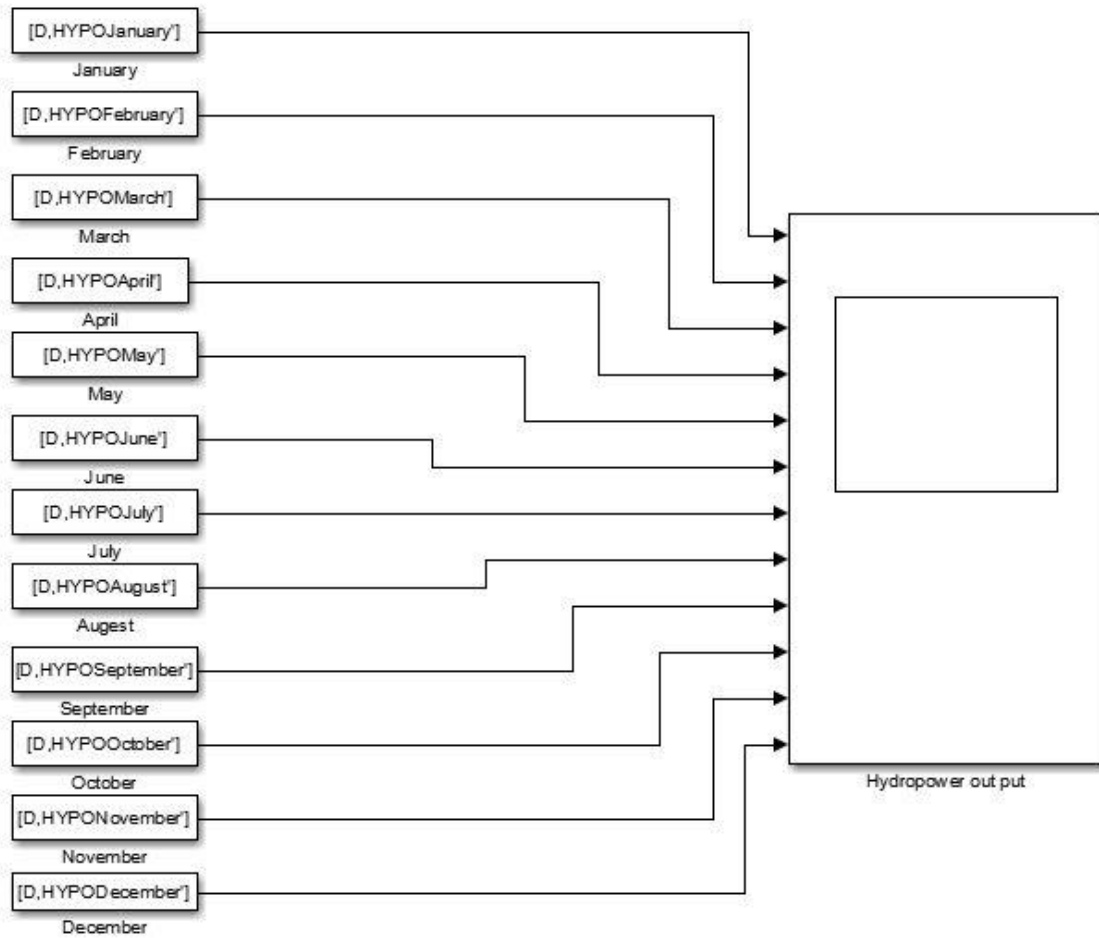 [D,HYPOJanuary']
January
[D,HYPOFebruary']
February
[D,HYPOMarch']
March
[D,HYPOApril']
April
[D,HYPOMay']
May
[D,HYPOJune']
June
[D,HYPOJuly']
July
[D,HYPOAugust']
Augest
[D,HYPOSeptember']
September
[D,HYPOOctober']
October
[D,HYPONovember']
November
[D,HYPODecember']
December
Hydropower out put